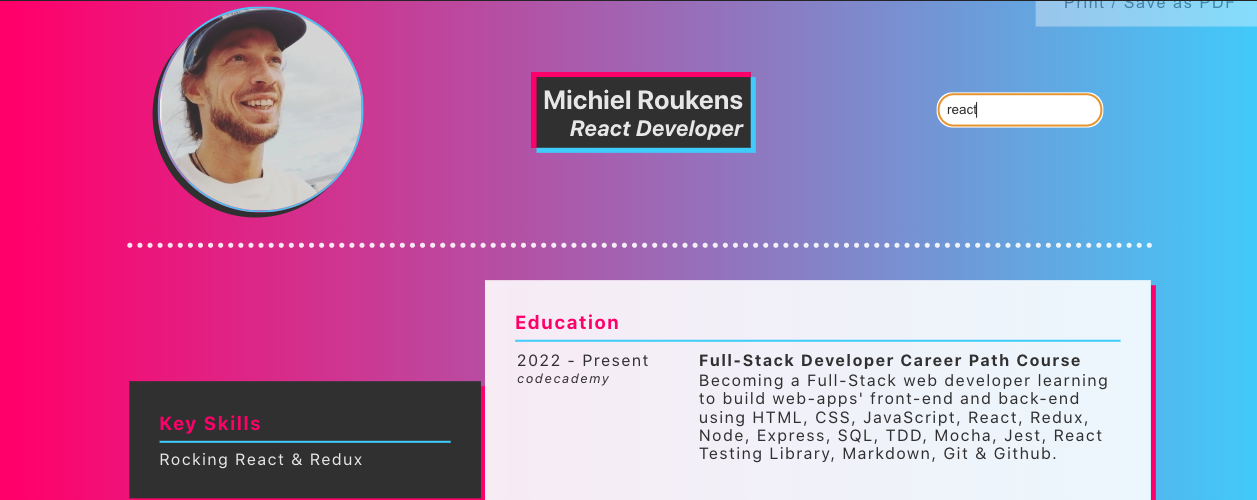 Print / Save as PDF
Michiel Roukens
React Developer
react
Education
2022 - Present
codecademy
Full-Stack Developer Career Path Course
Becoming a Full-Stack web developer learning
to build web-apps' front-end and back-end
using HTML, CSS, JavaScript, React, Redux,
Node, Express, SQL, TDD, Mocha, Jest, React
Testing Library, Markdown, Git & Github.
Key Skills
Rocking React & Redux